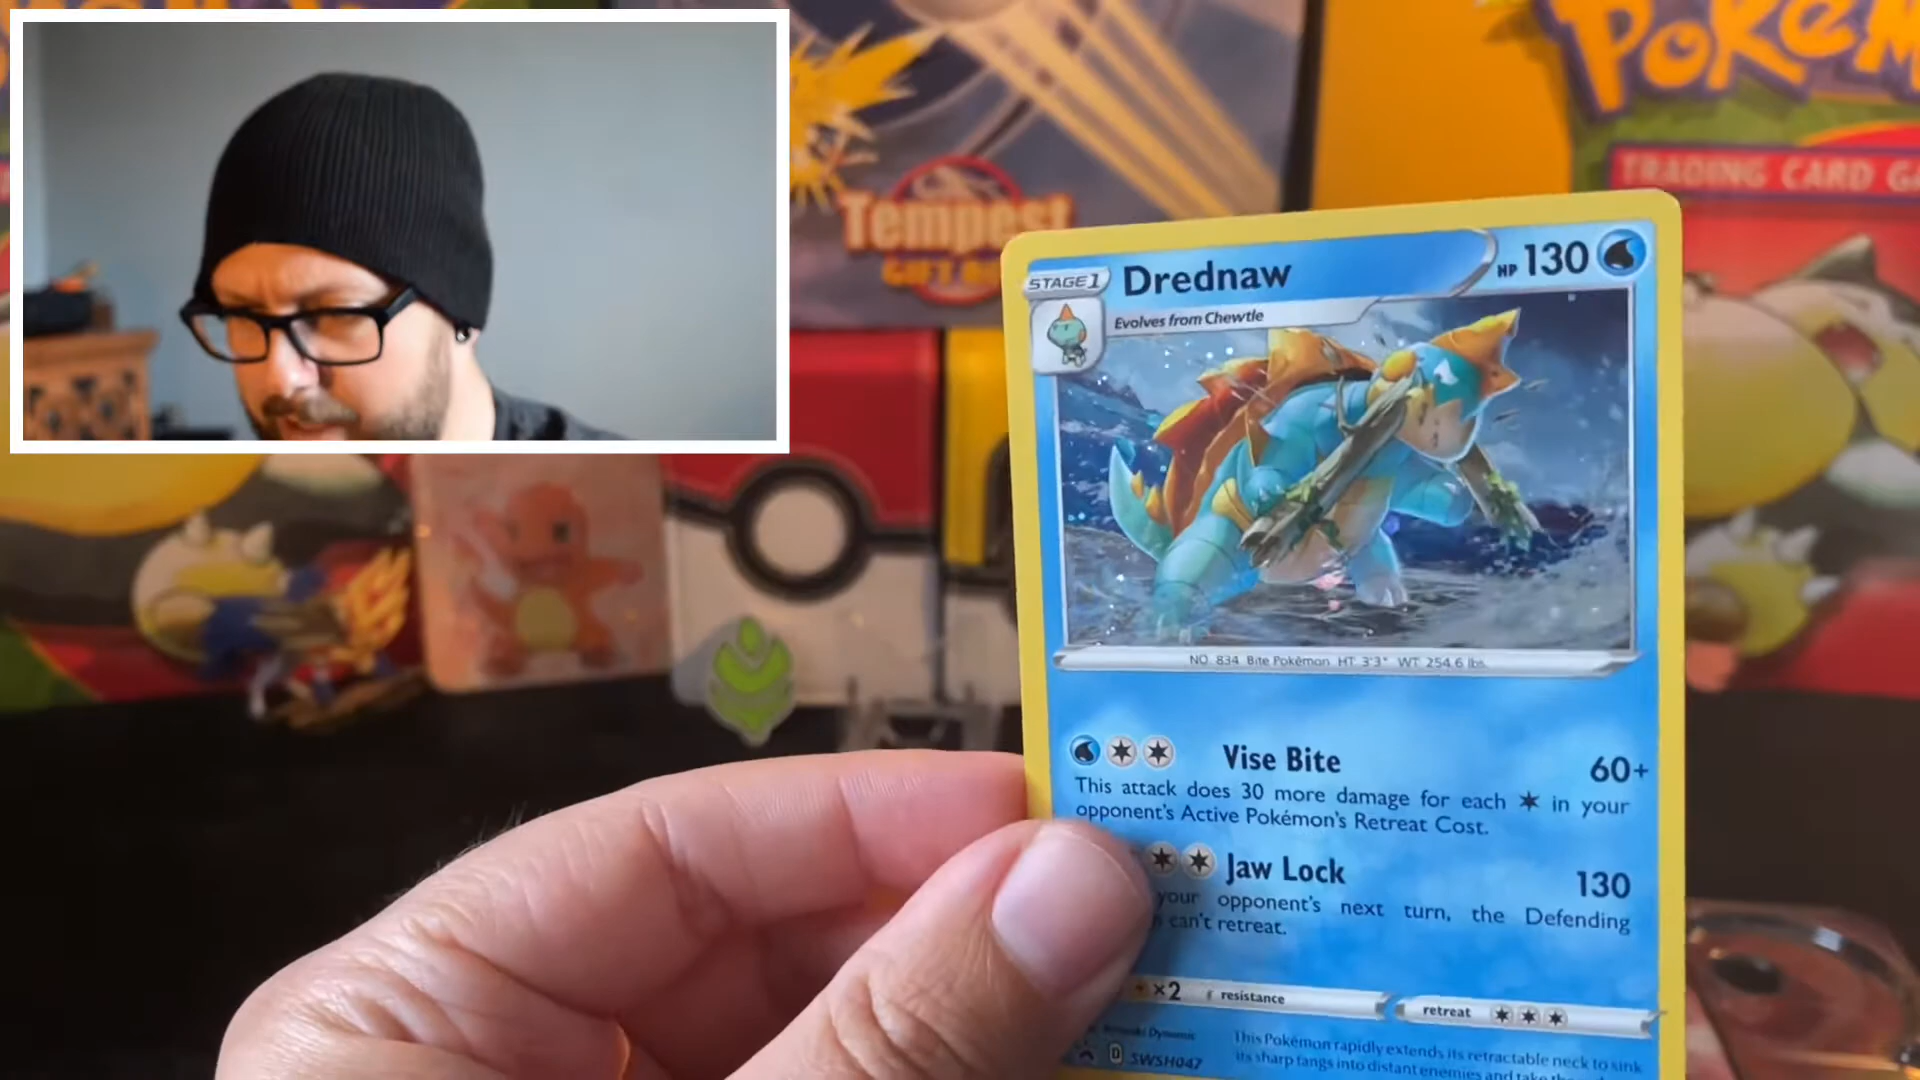 POKéM
TRADING CARD GA
Tempest
STAGE 1
Drednaw
HP 130
Evolves from Chewtle
NO. 834 Bite Pokémon HT 3'3" WT 254.6 lbs.
Vise Bite 60+
This attack does 30 more damage for each in your
opponent's Active Pokémon's Retreat Cost.
Jaw Lock 130
your opponent's next turn, the Defending
can't retreat.
×2 resistance retreat
This Pokémon rapidly extends its retractable neck to sink
D SWSH047
its sharp fangs into distant enemies and take